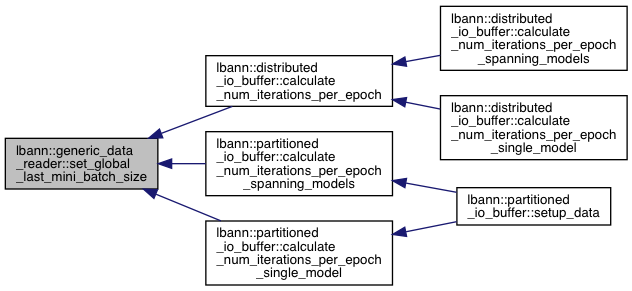 lbann::generic_data
_reader::set_global
_last_mini_batch_size
lbann::distributed
_io_buffer::calculate
_num_iterations_per_epoch
lbann::partitioned
_io_buffer::calculate
_num_iterations_per_epoch
_spanning_models
lbann::partitioned
_io_buffer::calculate
_num_iterations_per_epoch
_single_model
lbann::distributed
_io_buffer::calculate
_num_iterations_per_epoch
_spanning_models
lbann::distributed
_io_buffer::calculate
_num_iterations_per_epoch
_single_model
lbann::partitioned
_io_buffer::setup_data